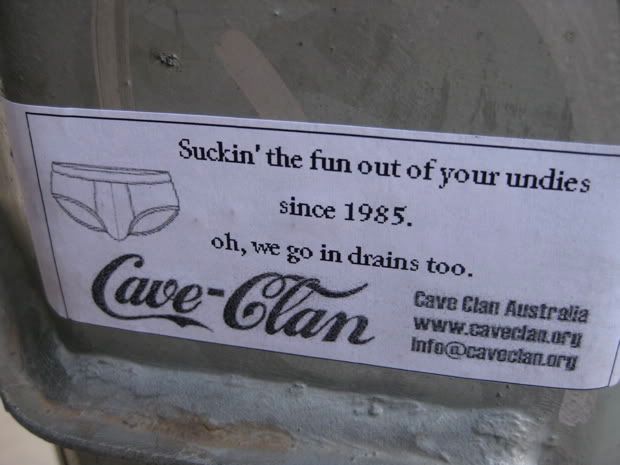 Suckin' the fun out of your undies
since 1985.
oh, we go in drains too.
Cave-Clan
Cave Clan Australia
www.caveclan.org
info@caveclan.org